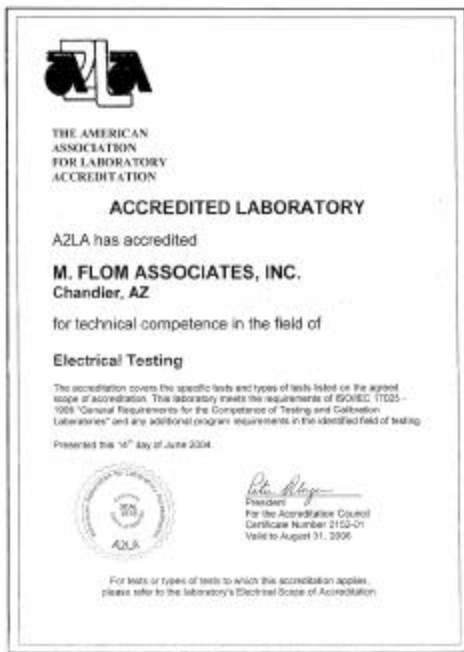 A2LA
THE AMERICAN
ASSOCIATION
FOR LABORATORY
ACCREDITATION
ACCREDITED LABORATORY
A2LA has accredited
M. FLOM ASSOCIATES, INC.
Chandler, AZ
for technical competence in the field of
Electrical Testing
The accreditation covers the specific tests and types of tests listed on the agreed
scope of accreditation. This laboratory meets the requirements of ISO/IEC 17025 -
1999 "General Requirements for the Competence of Testing and Calibration
Laboratories" and any additional program requirements in the identified field of testing.
Presented this 14th day of June 2004.
SEAL
A2LA
President
For the Accreditation Council
Certificate Number 2152-01
Valid to August 31, 2006
For tests or types of tests to which this accreditation applies,
please refer to the laboratory's Electrical Scope of Accreditation